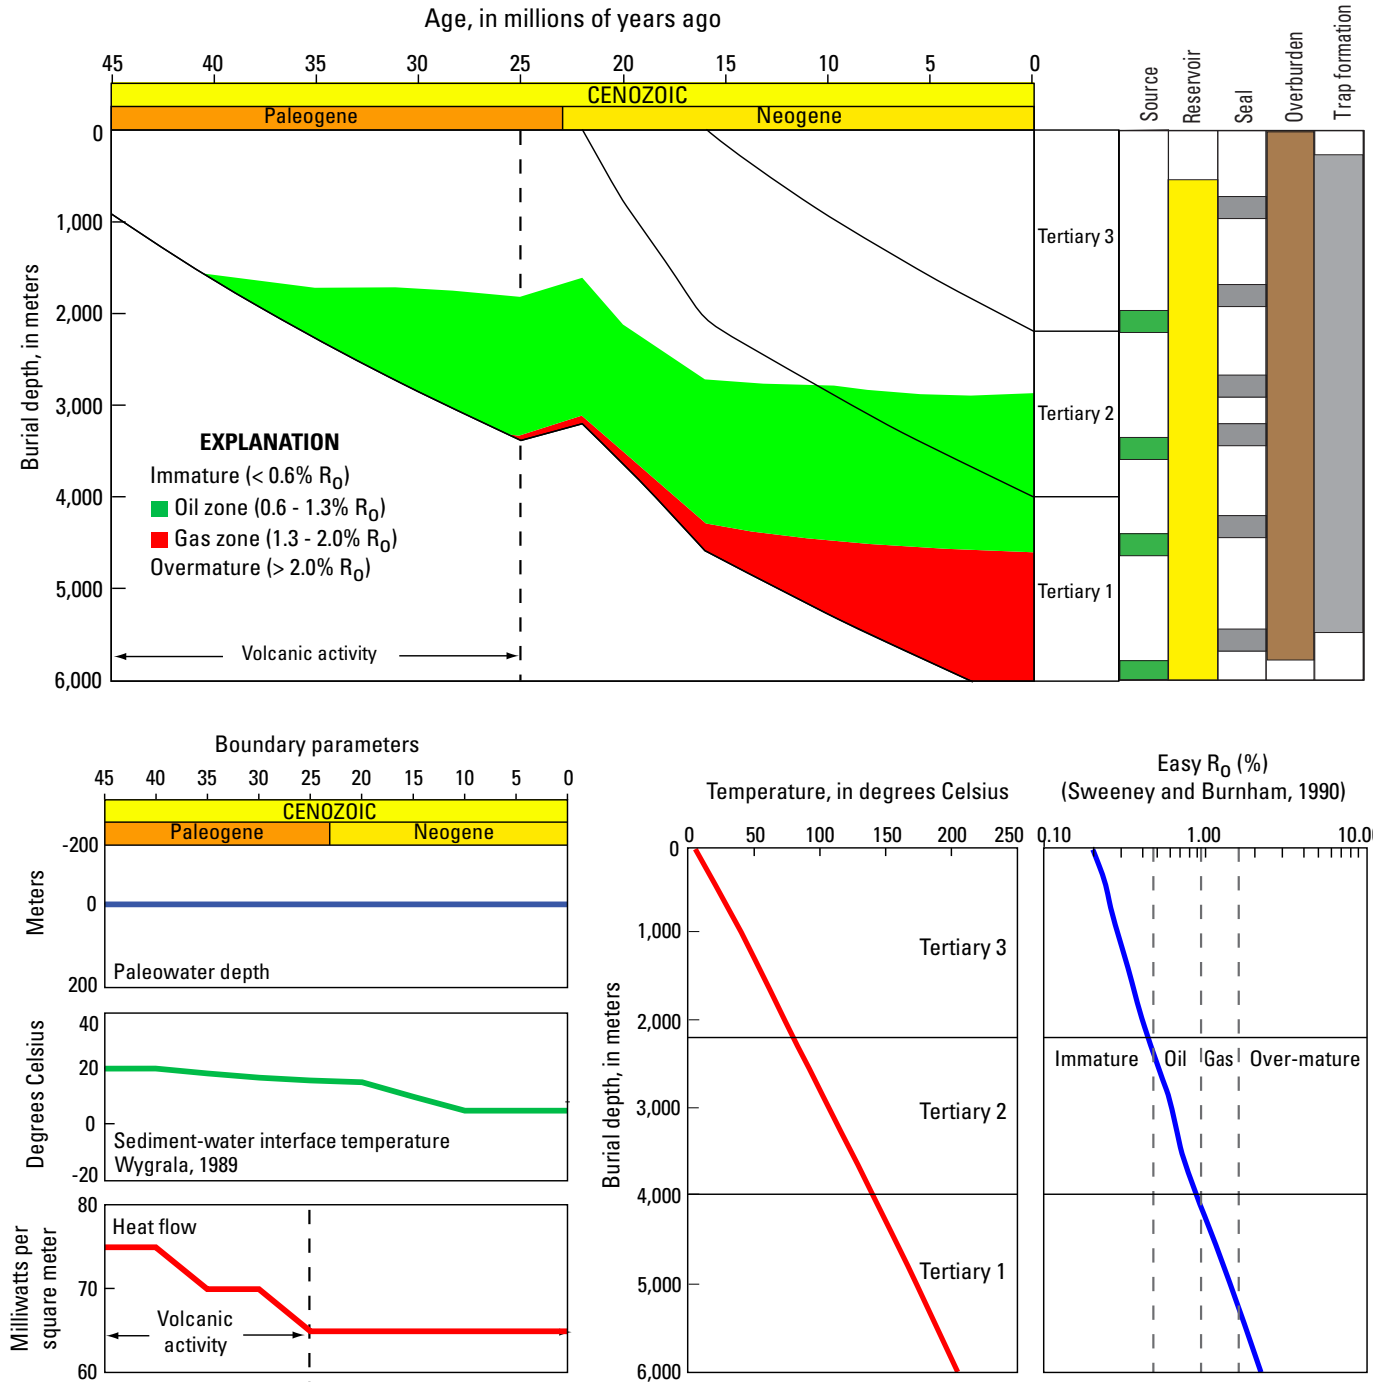 Age, in millions of years ago
45 40 35 30 25 20 15 10 5 0
CENOZOIC
Paleogene Neogene
Burial depth, in meters
0
1,000
2,000
3,000
4,000
5,000
6,000
EXPLANATION
Immature (< 0.6% RO)
Oil zone (0.6 - 1.3% RO)
Gas zone (1.3 - 2.0% RO)
Overmature (> 2.0% RO)
Volcanic activity
Tertiary 3
Tertiary 2
Tertiary 1
Source
Reservoir
Seal
Overburden
Trap formation
Boundary parameters
45 40 35 30 25 20 15 10 5 0
CENOZOIC
Paleogene Neogene
Meters
-200
0
200
Paleowater depth
Degrees Celsius
40
20
0
-20
Sediment-water interface temperature
Wygrala, 1989
Milliwatts per
square meter
80
70
60
Heat flow
Volcanic
activity
Temperature, in degrees Celsius
0 50 100 150 200 250
Burial depth, in meters
0
1,000
2,000
3,000
4,000
5,000
6,000
Tertiary 3
Tertiary 2
Tertiary 1
Easy RO (%)
(Sweeney and Burnham, 1990)
0.10 1.00 10.0
Immature Oil Gas Over-mature